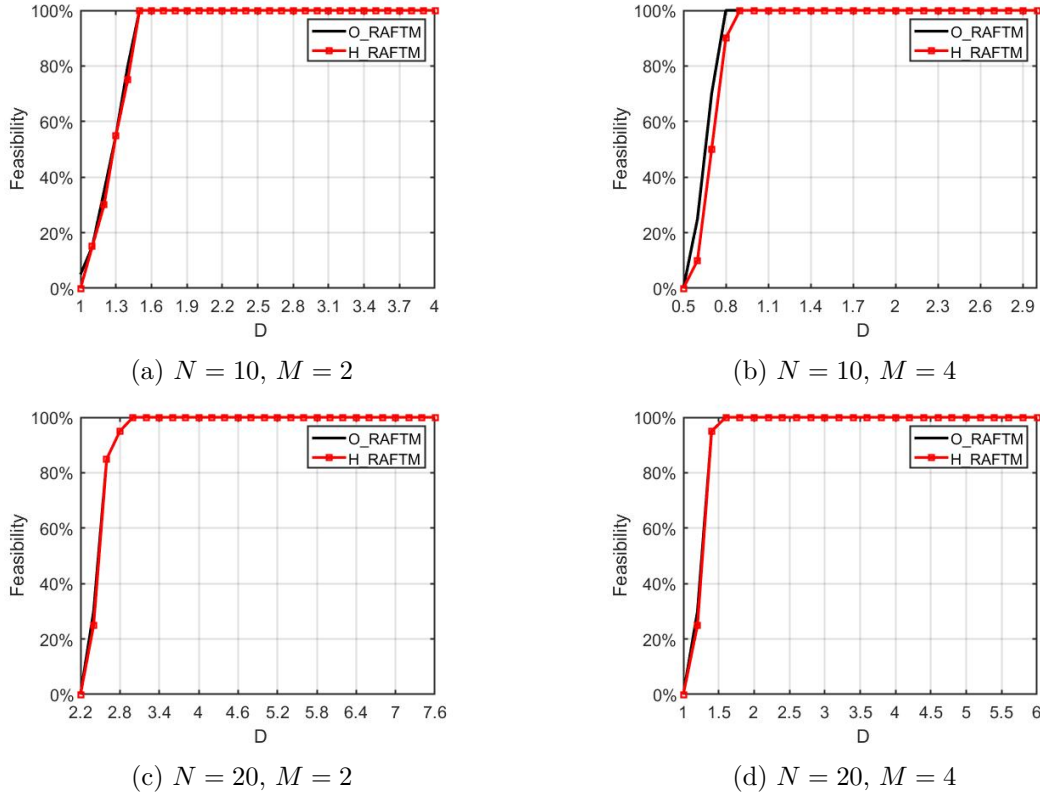 100%
80%
60%
40%
20%
0%
Feasibility
O_RAFTM
H_RAFTM
1 1.3 1.6 1.9 2.2 2.5 2.8 3.1 3.4 3.7 4
D
(a) N = 10, M = 2
100%
80%
60%
40%
20%
0%
Feasibility
O_RAFTM
H_RAFTM
0.5 0.8 1.1 1.4 1.7 2 2.3 2.6 2.9
D
(b) N = 10, M = 4
100%
80%
60%
40%
20%
0%
Feasibility
O_RAFTM
H_RAFTM
2.2 2.8 3.4 4 4.6 5.2 5.8 6.4 7 7.6
D
(c) N = 20, M = 2
100%
80%
60%
40%
20%
0%
Feasibility
O_RAFTM
H_RAFTM
1 1.5 2 2.5 3 3.5 4 4.5 5 5.5 6
D
(d) N = 20, M = 4